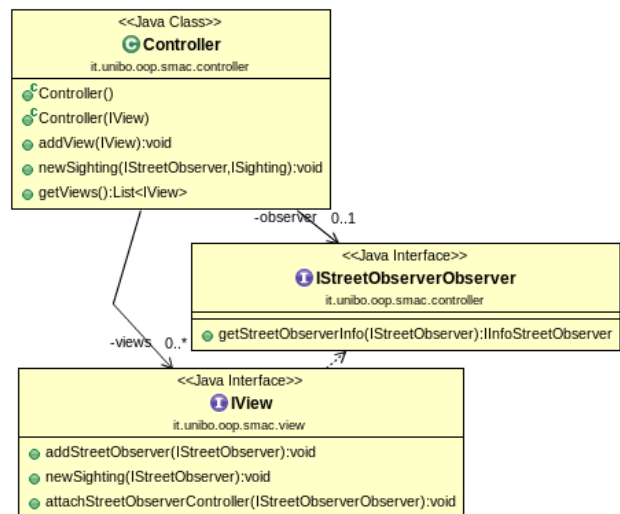 <<Java Class>>
C Controller
it.unibo.oop.smac.controller
C Controller()
C Controller(IView)
addView(IView):void
newSighting(IStreetObserver,ISighting):void
getViews():List<IView>
-observer 0..1
<<Java Interface>>
I IStreetObserverObserver
it.unibo.oop.smac.controller
getStreetObserverInfo(IStreetObserver):IInfoStreetObserver
-views 0..*
<<Java Interface>>
I IView
it.unibo.oop.smac.view
addStreetObserver(IStreetObserver):void
newSighting(IStreetObserver):void
attachStreetObserverController(IStreetObserverObserver):void